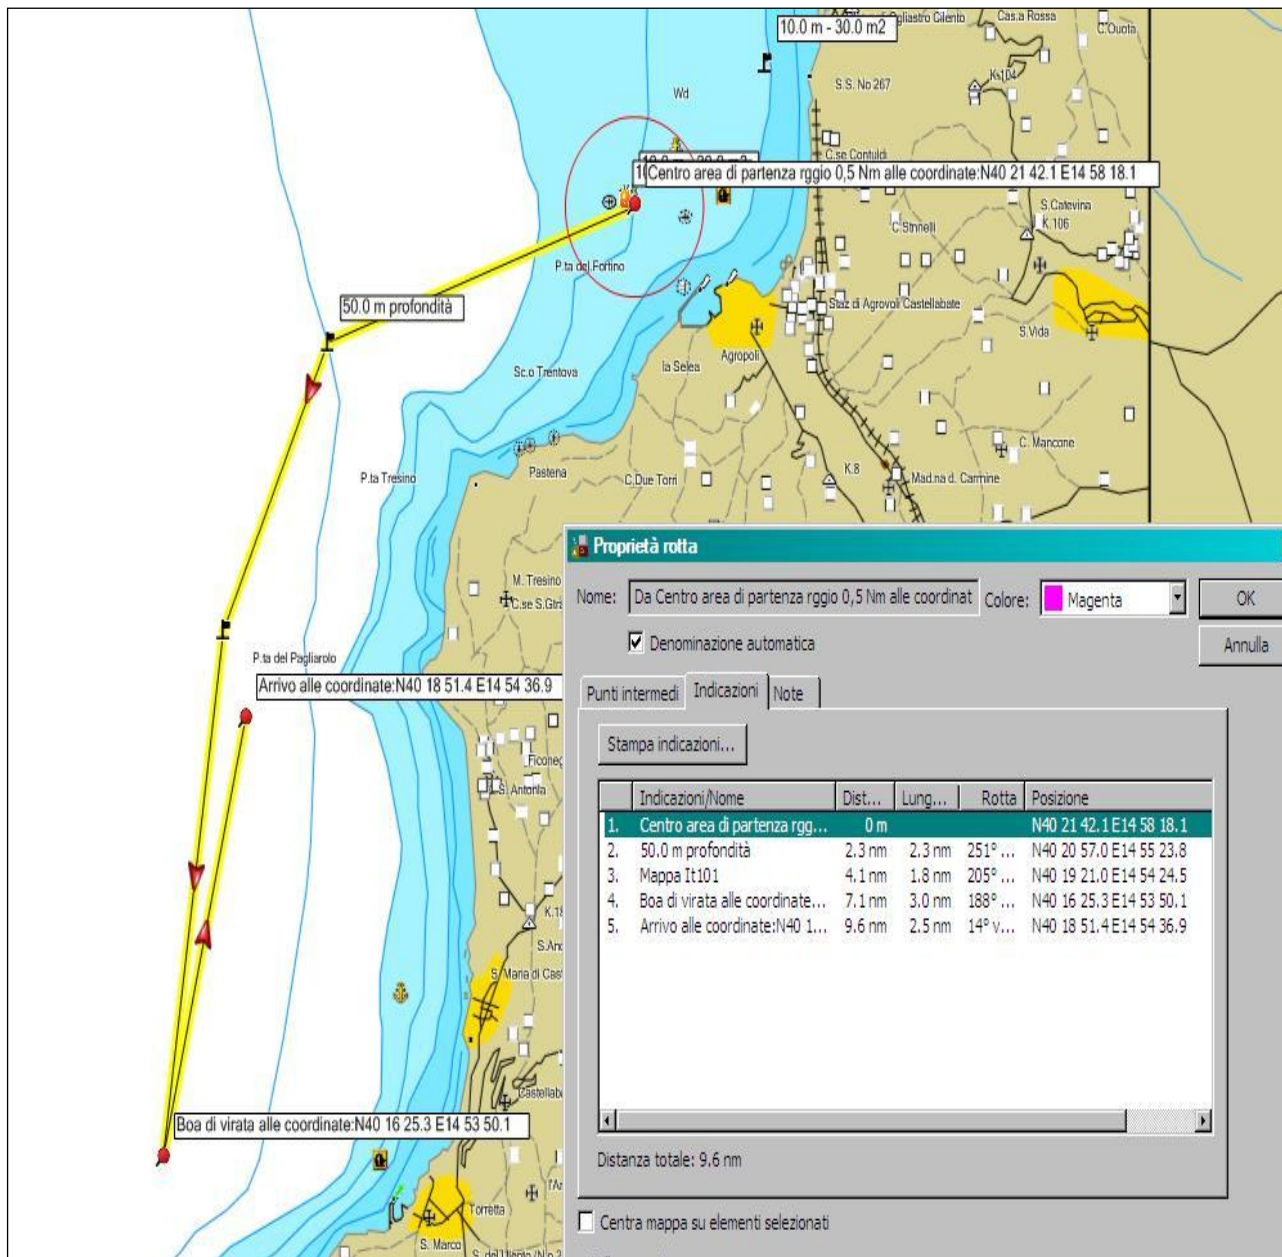 10.0 m - 30.0 m2
Ogliastro Cilento
Cas.a Rossa
C.Quota
S.S. No 267
K.104
Wd
C.se Contuldi
Centro area di partenza rggio 0,5 Nm alle coordinate:N40 21 42.1 E14 58 18.1
S.Catevina
K.106
P.ta del Fortino
50.0 m profondità
Staz di Agrovoli Castellabate
S.Vida
Agropoli
la Selea
Sc.o Trentova
C. Mancone
P.ta Tresino
Pastena
C.Due Torri
K.8
Mad.na d. Carmine
Proprietà rotta
M. Tresino
Nome:
Da Centro area di partenza rggio 0,5 Nm alle coordinat
Colore:
Magenta
OK
Denominazione automatica
Annulla
P.ta del Pagliarolo
Arrivo alle coordinate:N40 18 51.4 E14 54 36.9
Punti intermedi
Indicazioni
Note
Stampa indicazioni...
S. Antonla
Indicazioni/Nome Dist... Lung... Rotta Posizione
1. Centro area di partenza rgg... 0 m N40 21 42.1 E14 58 18.1
2. 50.0 m profondità 2.3 nm 2.3 nm 251° ... N40 20 57.0 E14 55 23.8
3. Mappa It101 4.1 nm 1.8 nm 205° ... N40 19 21.0 E14 54 24.5
4. Boa di virata alle coordinate... 7.1 nm 3.0 nm 188° ... N40 16 25.3 E14 53 50.1
5. Arrivo alle coordinate:N40 1... 9.6 nm 2.5 nm 14° v... N40 18 51.4 E14 54 36.9
S. Maria di Cast
Castellab
Boa di virata alle coordinate:N40 16 25.3 E14 53 50.1
Distanza totale: 9.6 nm
Torretta
Centra mappa su elementi selezionati
S. Marco